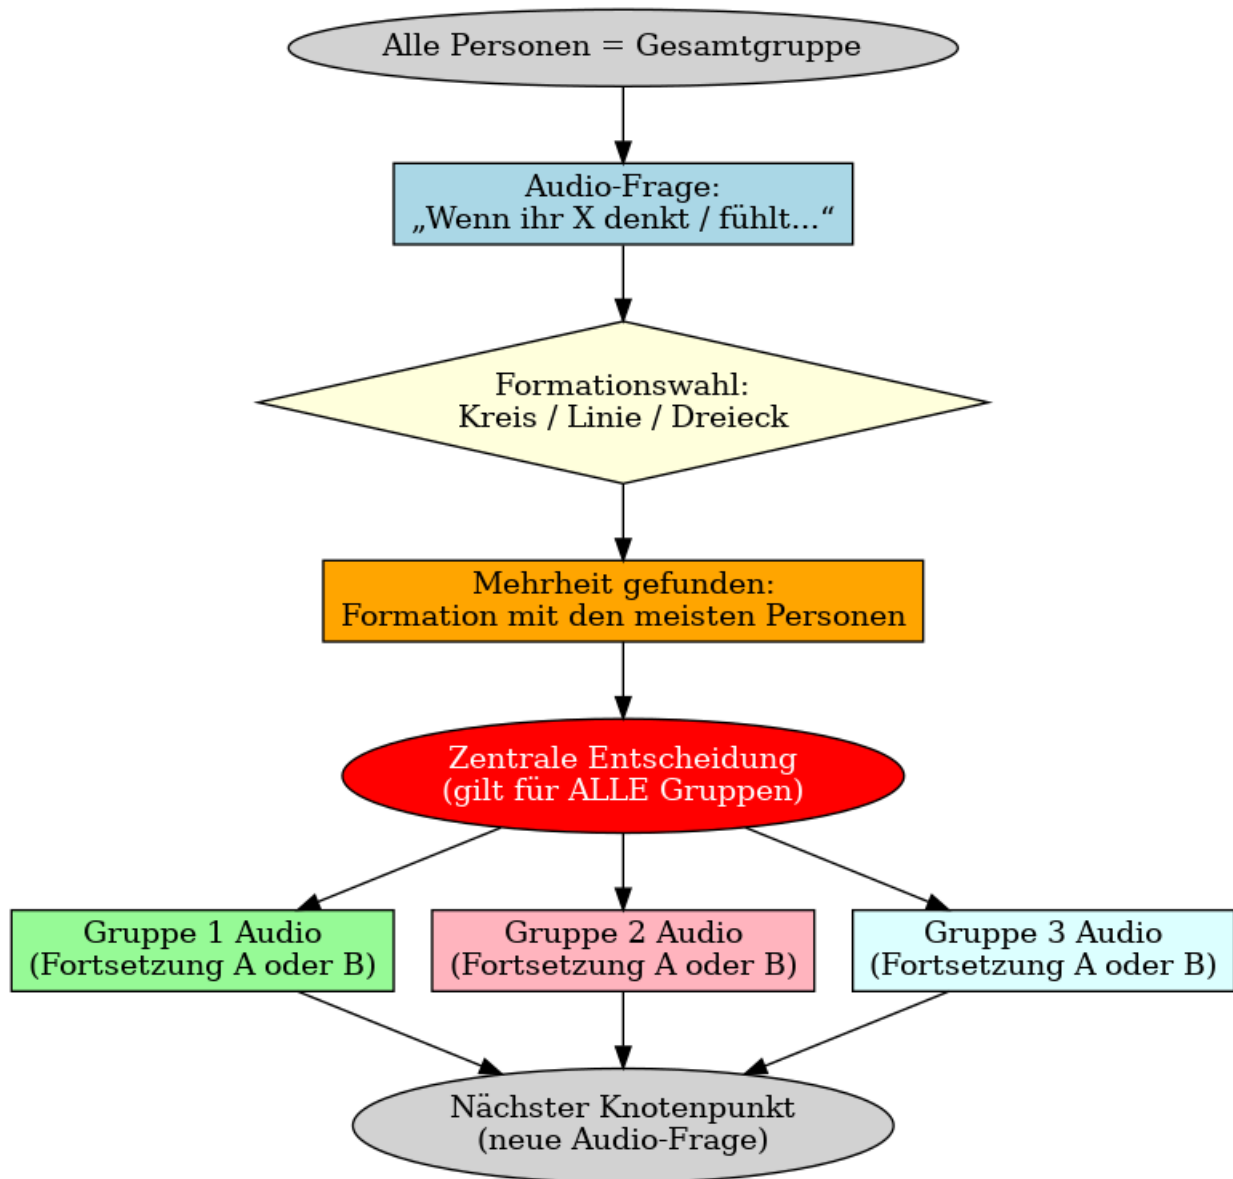 Alle Personen = Gesamtgruppe
Audio-Frage:
„Wenn ihr X denkt / fühlt...“
Formationswahl:
Kreis / Linie / Dreieck
Mehrheit gefunden:
Formation mit den meisten Personen
Zentrale Entscheidung
(gilt für ALLE Gruppen)
Gruppe 1 Audio
(Fortsetzung A oder B)
Gruppe 2 Audio
(Fortsetzung A oder B)
Gruppe 3 Audio
(Fortsetzung A oder B)
Nächster Knotenpunkt
(neue Audio-Frage)